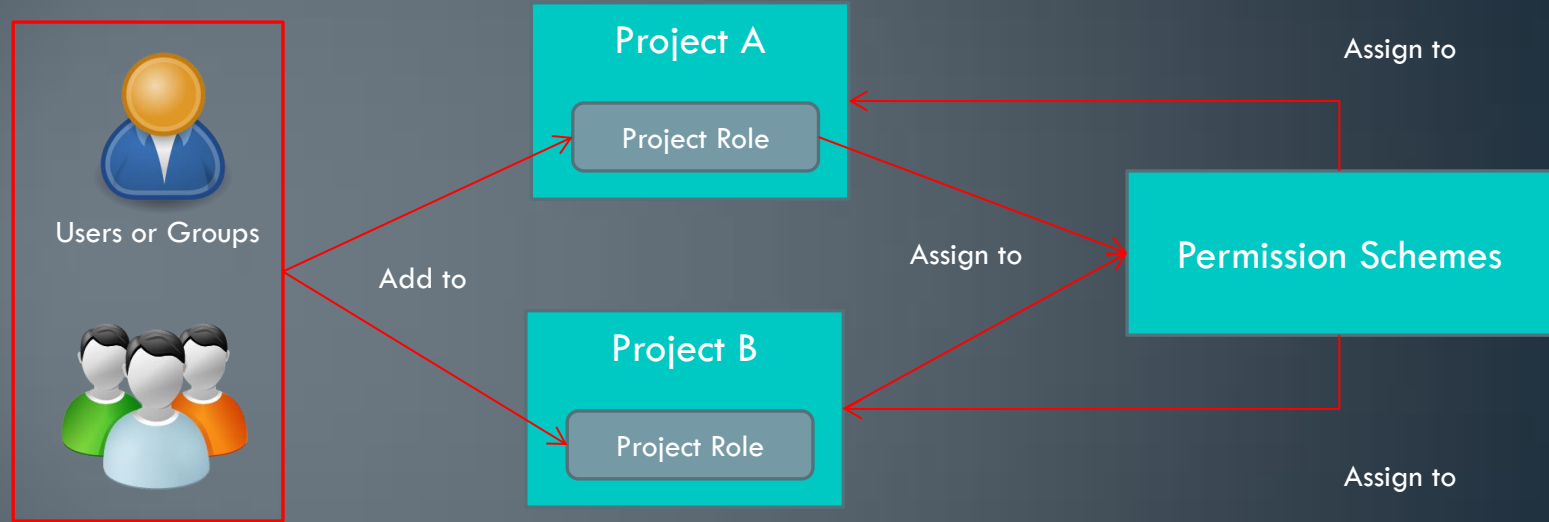 Users or Groups
Add to
Project A
Project Role
Project B
Project Role
Assign to
Assign to
Permission Schemes
Assign to